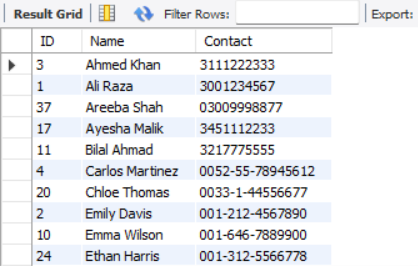 Result Grid Filter Rows: Export:
ID Name Contact
3 Ahmed Khan 3111222333
1 Ali Raza 3001234567
37 Areeba Shah 03009998877
17 Ayesha Malik 3451112233
11 Bilal Ahmad 3217775555
4 Carlos Martinez 0052-55-78945612
20 Chloe Thomas 0033-1-44556677
2 Emily Davis 001-212-4567890
10 Emma Wilson 001-646-7889900
24 Ethan Harris 001-312-5566778